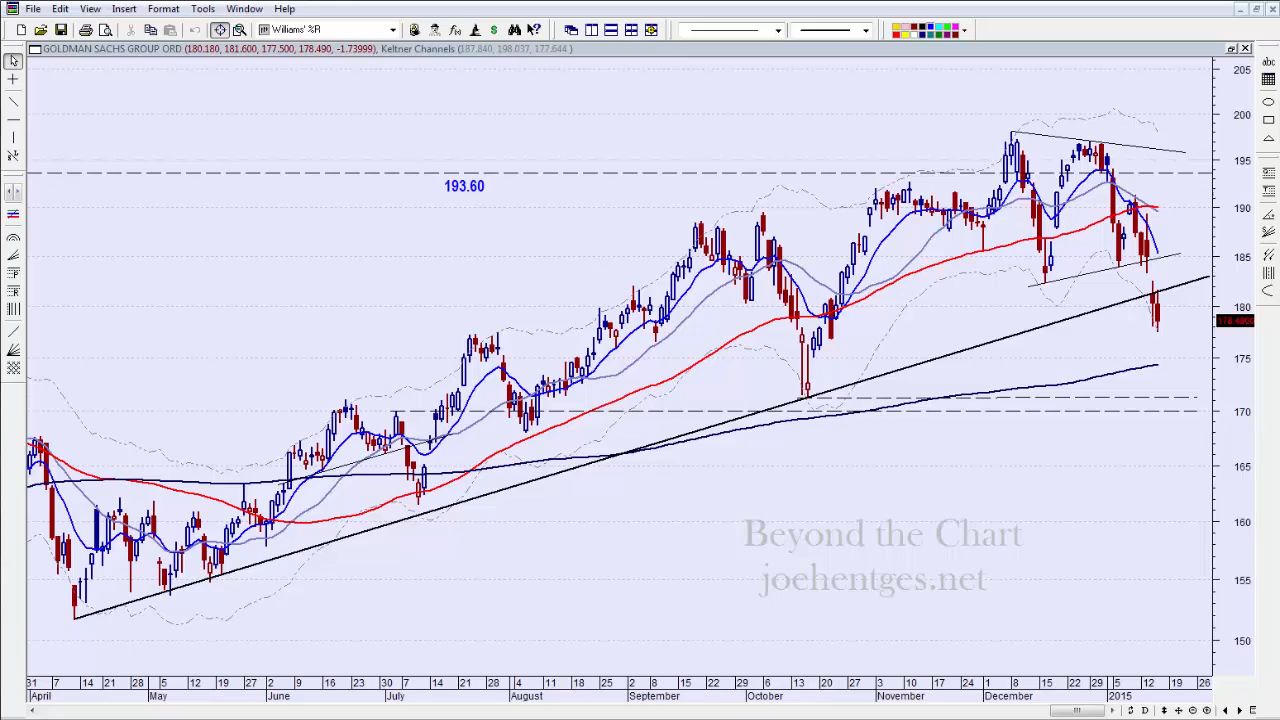 File Edit View Insert Format Tools Window Help
Williams' %R
GOLDMAN SACHS GROUP ORD (181.180, 181.850, 177.500, 178.490, -1.73999), Keltner Channels (187.840, 198.037, 177.644 )
abc
205
200
195
193.60
190
185
180
178.4900
175
170
165
160
Beyond the Chart
155
joehentges.net
150
31 7 14 21 28 5 12 19 27 2 9 16 23 30 7 14 21 28 4 11 18 25 2 8 15 22 29 6 13 20 27 3 10 17 24 1 8 15 22 29 5 12 19 26
April May June July August September October November December 2015